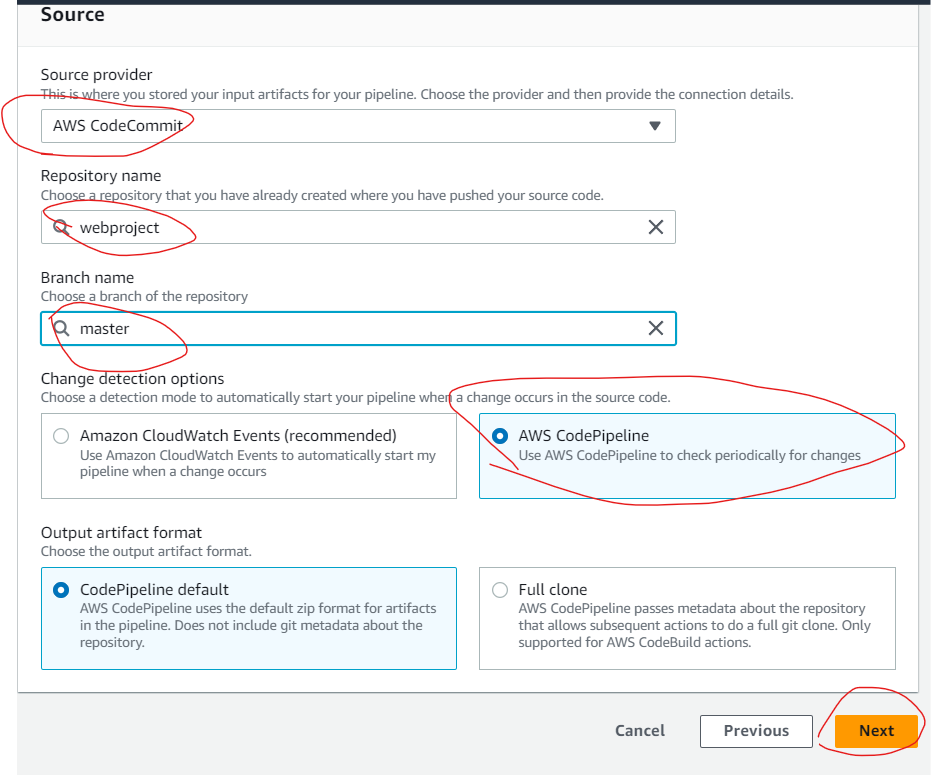 Source
Source provider
This is where you stored your input artifacts for your pipeline. Choose the provider and then provide the connection details.
AWS CodeCommit
Repository name
Choose a repository that you have already created where you have pushed your source code.
webproject
Branch name
Choose a branch of the repository
master
Change detection options
Choose a detection mode to automatically start your pipeline when a change occurs in the source code.
Amazon CloudWatch Events (recommended)
Use Amazon CloudWatch Events to automatically start my
pipeline when a change occurs
AWS CodePipeline
Use AWS CodePipeline to check periodically for changes
Output artifact format
Choose the output artifact format.
CodePipeline default
AWS CodePipeline uses the default zip format for artifacts
in the pipeline. Does not include git metadata about the
repository.
Full clone
AWS CodePipeline passes metadata about the repository
that allows subsequent actions to do a full git clone. Only
supported for AWS CodeBuild actions.
Cancel
Previous
Next